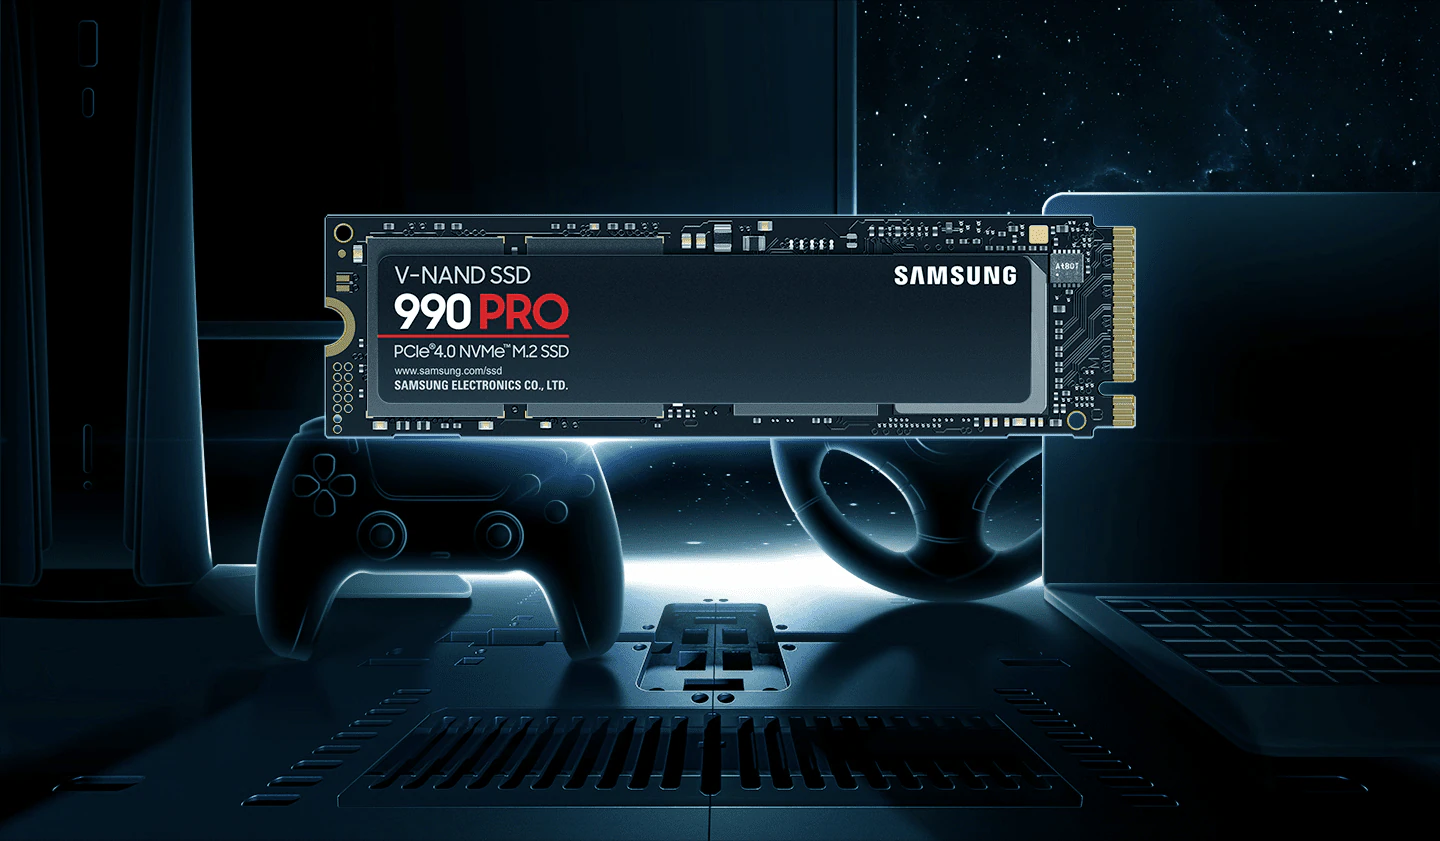 V-NAND SSD
SAMSUNG
990 PRO
PCIe®4.0 NVMe™ M.2 SSD
www.samsung.com/ssd
SAMSUNG ELECTRONICS CO., LTD.
A1B0T